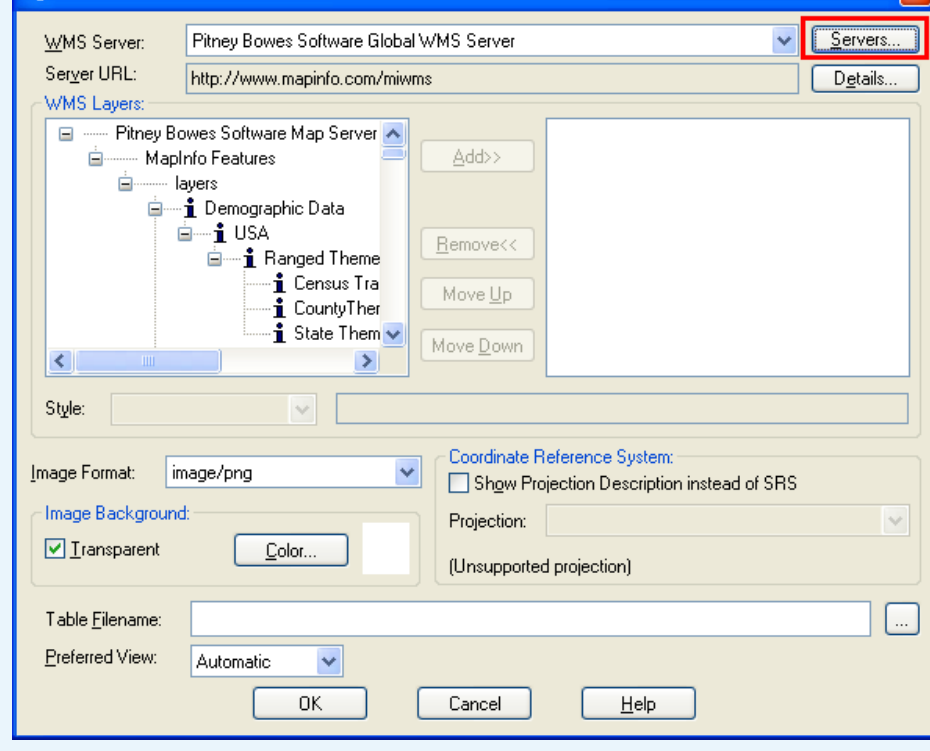 WMS Server: Pitney Bowes Software Global WMS Server Servers...
Server URL: http://www.mapinfo.com/miwms Details...
WMS Layers:
Pitney Bowes Software Map Server
MapInfo Features
layers
i Demographic Data
i USA
i Ranged Theme
i Census Tra
i CountyTher
i State Them
Add>>
Remove<<
Move Up
Move Down
Style:
Image Format: image/png
Image Background:
Transparent Color...
Coordinate Reference System:
Show Projection Description instead of SRS
Projection:
(Unsupported projection)
Table Filename: ...
Preferred View: Automatic
OK Cancel Help